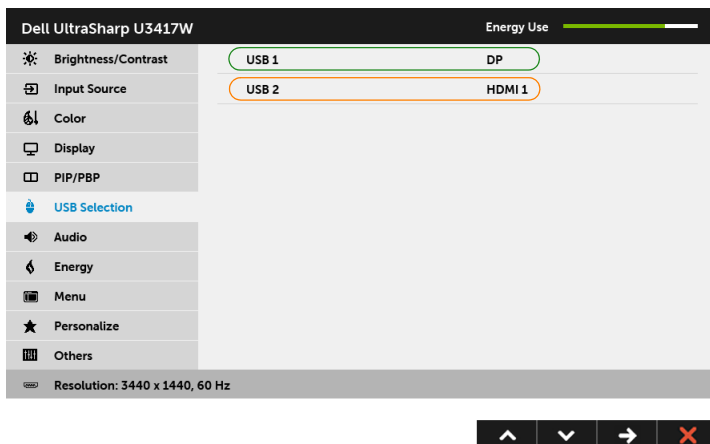 Dell UltraSharp U3417W
Energy Use
Brightness/Contrast
USB 1 DP
Input Source
USB 2 HDMI 1
Color
Display
PIP/PBP
USB Selection
Audio
Energy
Menu
Personalize
Others
Resolution: 3440 x 1440, 60 Hz